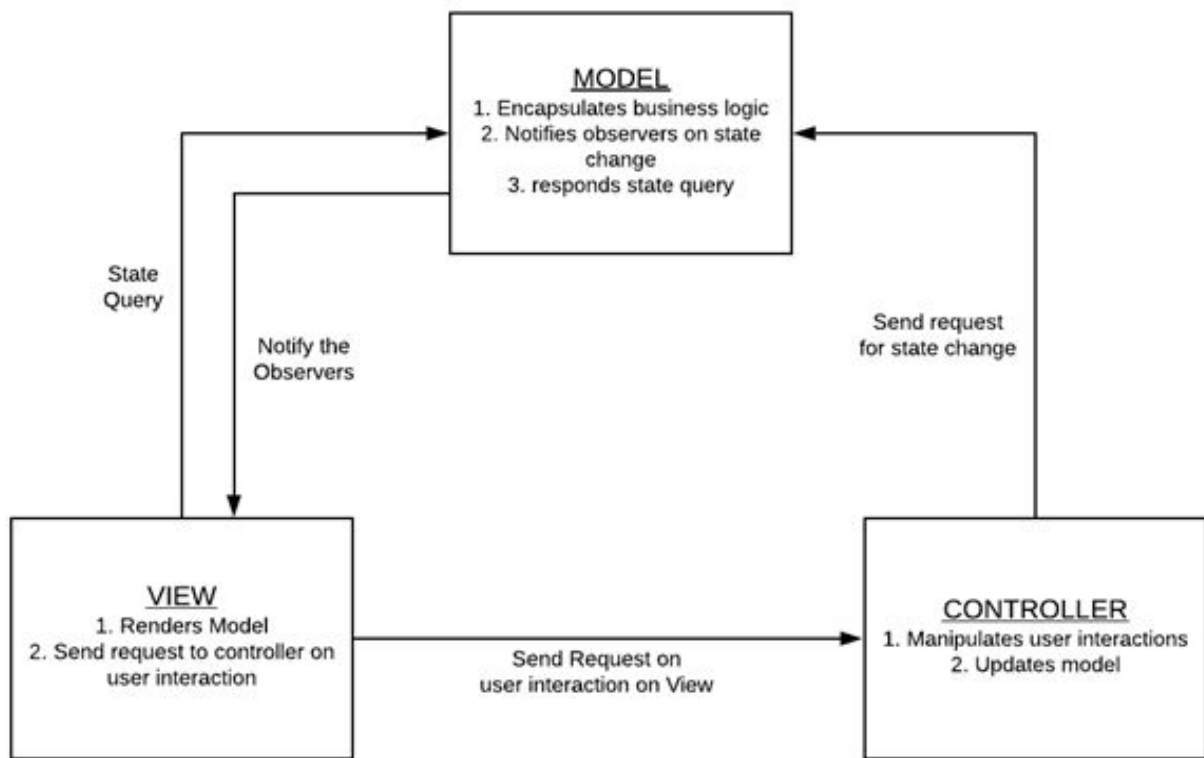 MODEL
1. Encapsulates business logic
2. Notifies observers on state
change
3. responds state query
State
Query
Notify the
Observers
Send request
for state change
VIEW
1. Renders Model
2. Send request to controller on
user interaction
Send Request on
user interaction on View
CONTROLLER
1. Manipulates user interactions
2. Updates model